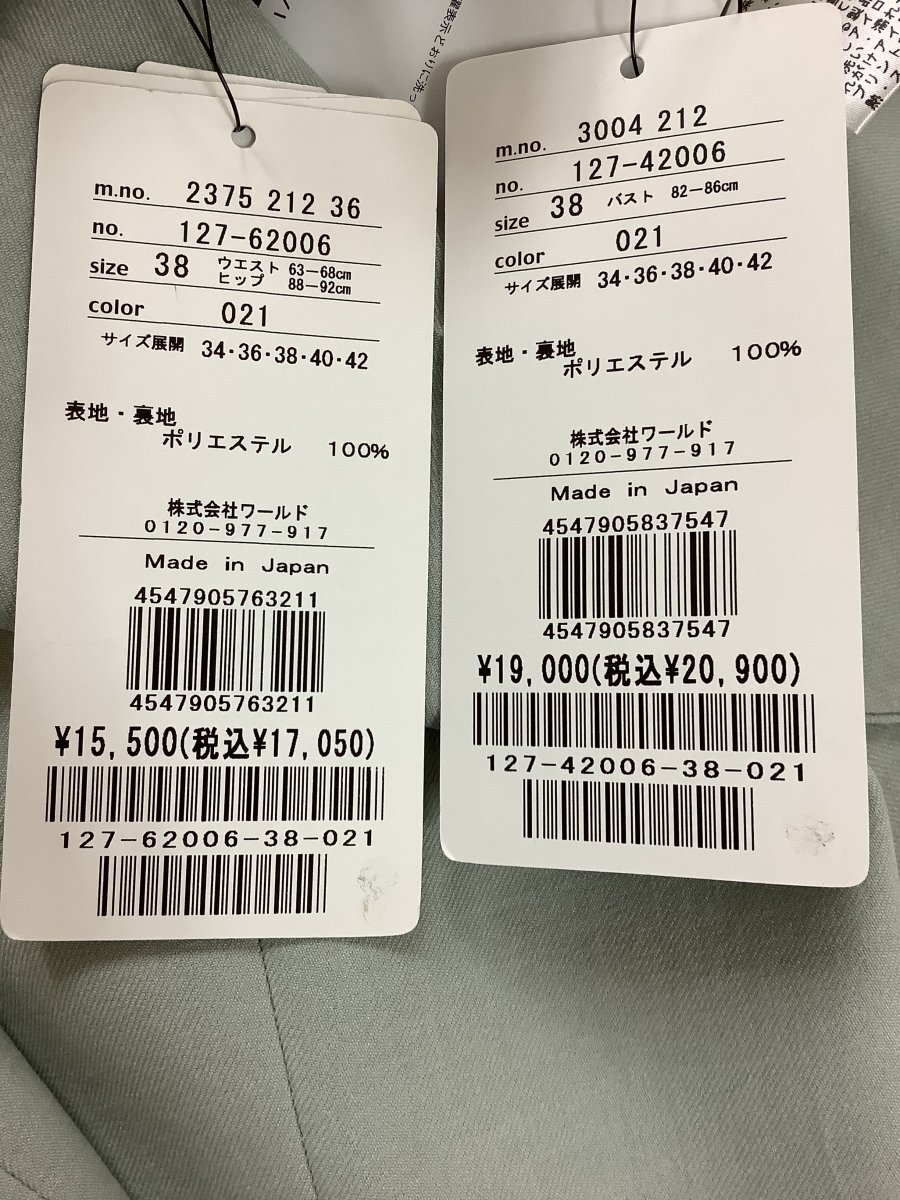 m.no. 2375 212 36
no. 127-62006
size 38 ウエスト 63-68cm
ヒップ 88-92cm
color 021
サイズ展開 34・36・38・40・42
表地・裏地
ポリエステル 100%
株式会社ワールド
0120-977-917
Made in Japan
4547905763211
4547905763211
¥15,500(税込¥17,050)
127-62006-38-021
m.no. 3004 212
no. 127-42006
size 38 バスト 82-86cm
color 021
サイズ展開 34・36・38・40・42
表地・裏地
ポリエステル 100%
株式会社ワールド
0120-977-917
Made in Japan
4547905837547
4547905837547
¥19,000(税込¥20,900)
127-42006-38-021